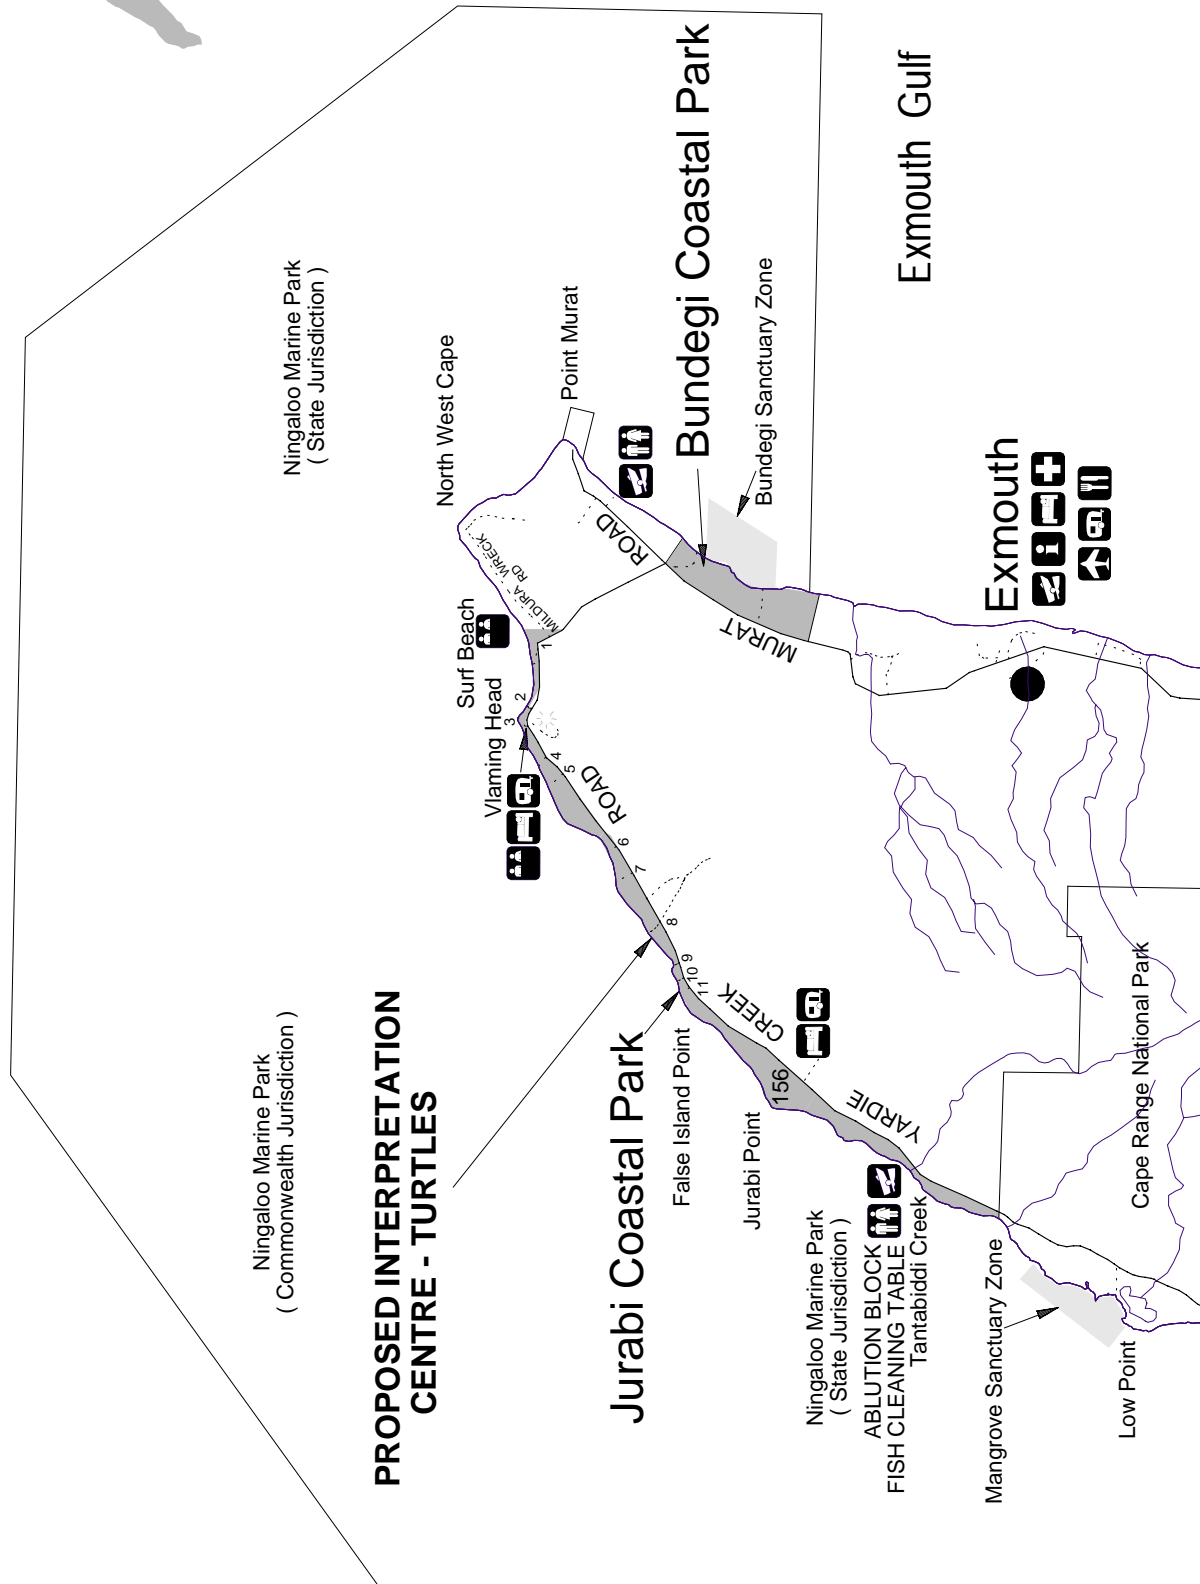 Ningaloo Marine Park
( Commonwealth Jurisdiction )
Ningaloo Marine Park
( State Jurisdiction )
PROPOSED INTERPRETATION
CENTRE - TURTLES
North West Cape
Surf Beach
Vlaming Head
MILDURA WRECK
RD
Point Murat
ROAD
1
2
3
4
5
ROAD
6
7
8
9
10
11
Jurabi Coastal Park
False Island Point
Bundegi Coastal Park
Bundegi Sanctuary Zone
MURAT
CREEK
Jurabi Point
156
YARDIE
Ningaloo Marine Park
( State Jurisdiction )
ABLUTION BLOCK
FISH CLEANING TABLE
Tantabiddi Creek
Exmouth Gulf
Exmouth
i
Mangrove Sanctuary Zone
Low Point
Cape Range National Park